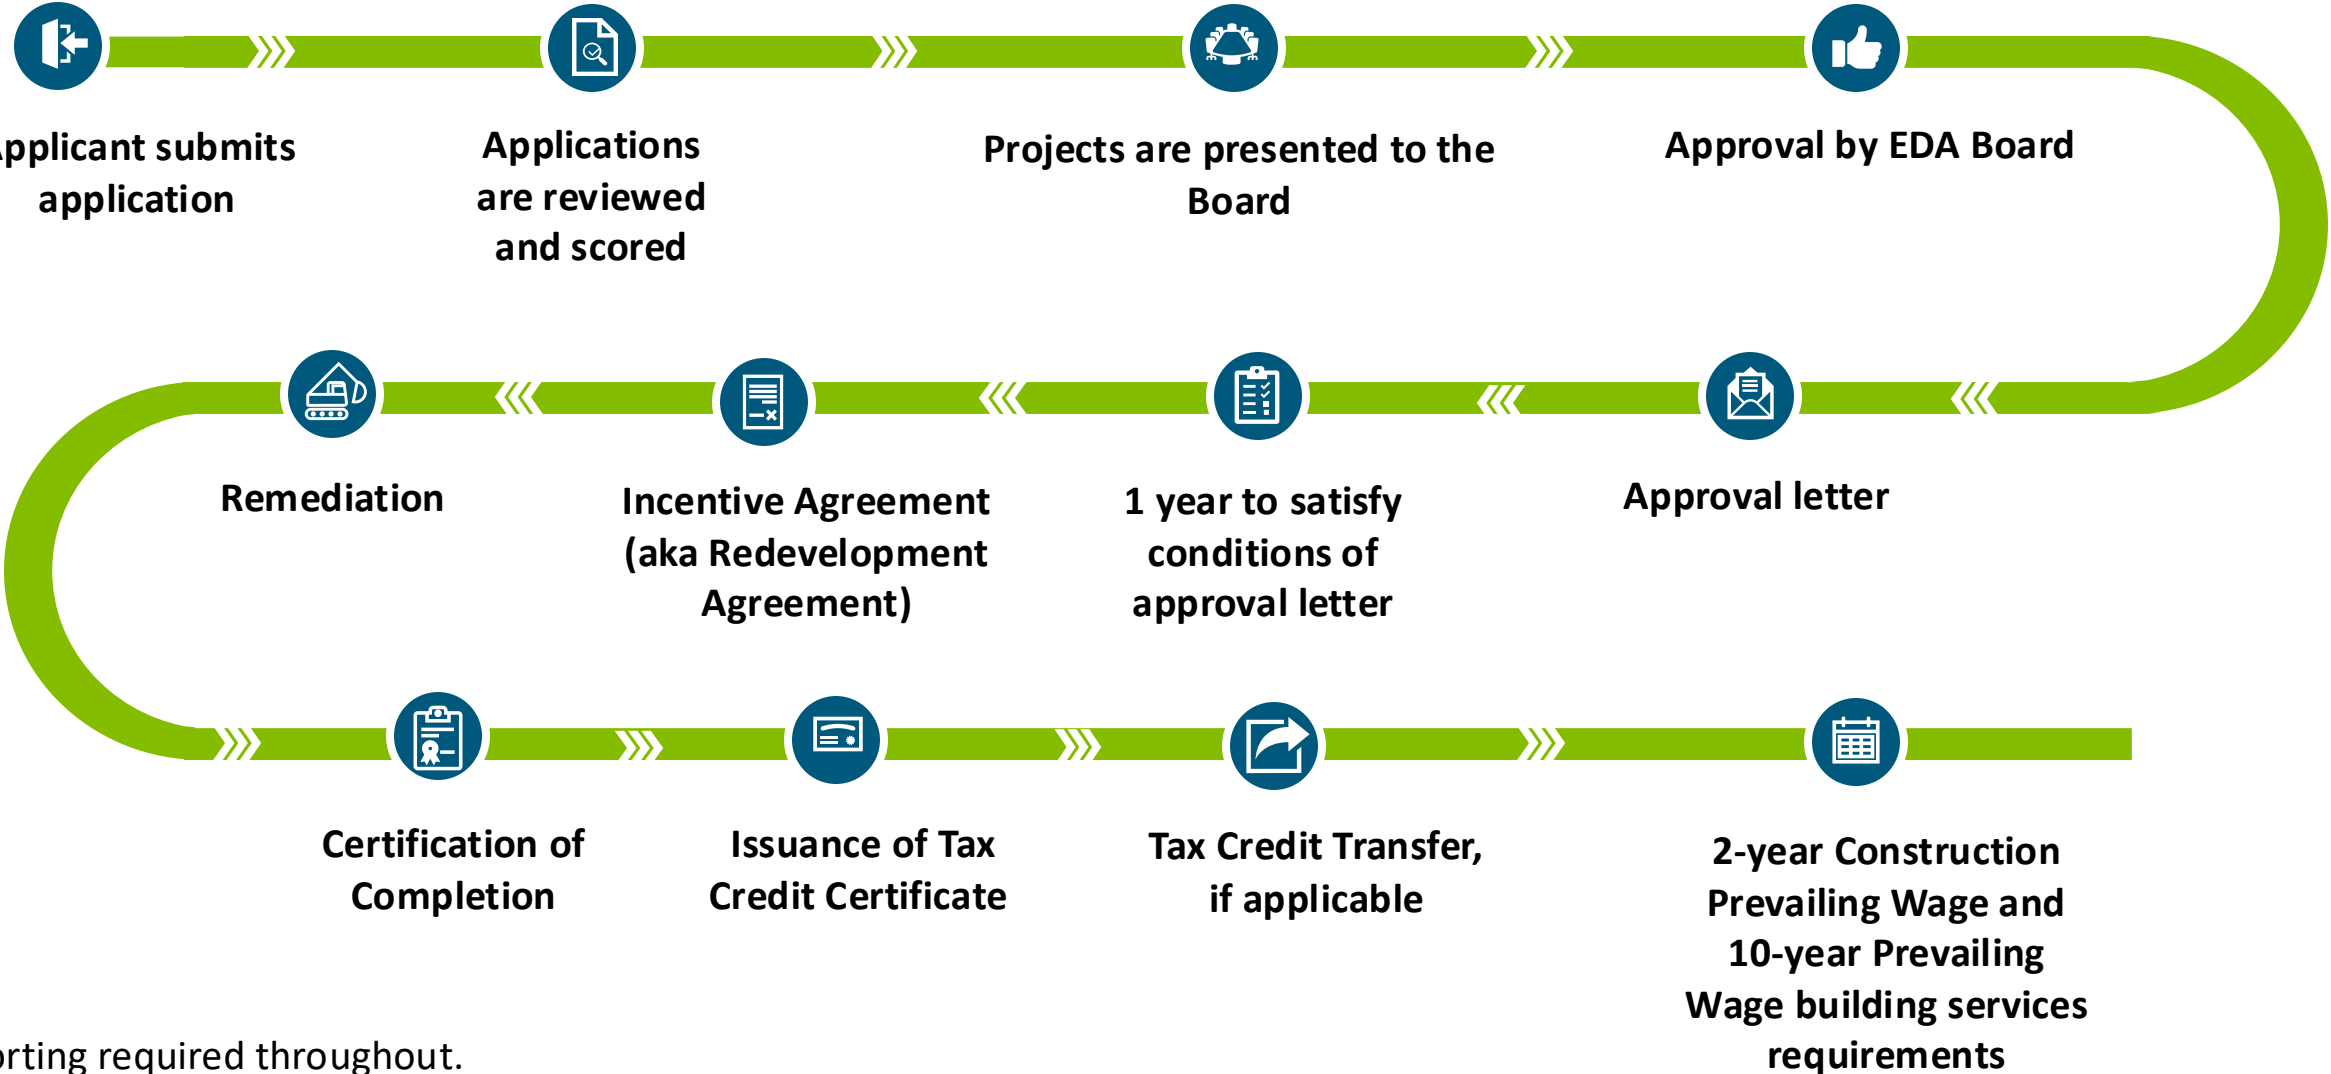 Applicant submits
application
Applications
are reviewed
and scored
Projects are presented to the
Board
Approval by EDA Board
Approval letter
1 year to satisfy
conditions of
approval letter
Incentive Agreement
(aka Redevelopment
Agreement)
Remediation
Certification of
Completion
Issuance of Tax
Credit Certificate
Tax Credit Transfer,
if applicable
2-year Construction
Prevailing Wage and
10-year Prevailing
Wage building services
requirements
required throughout.